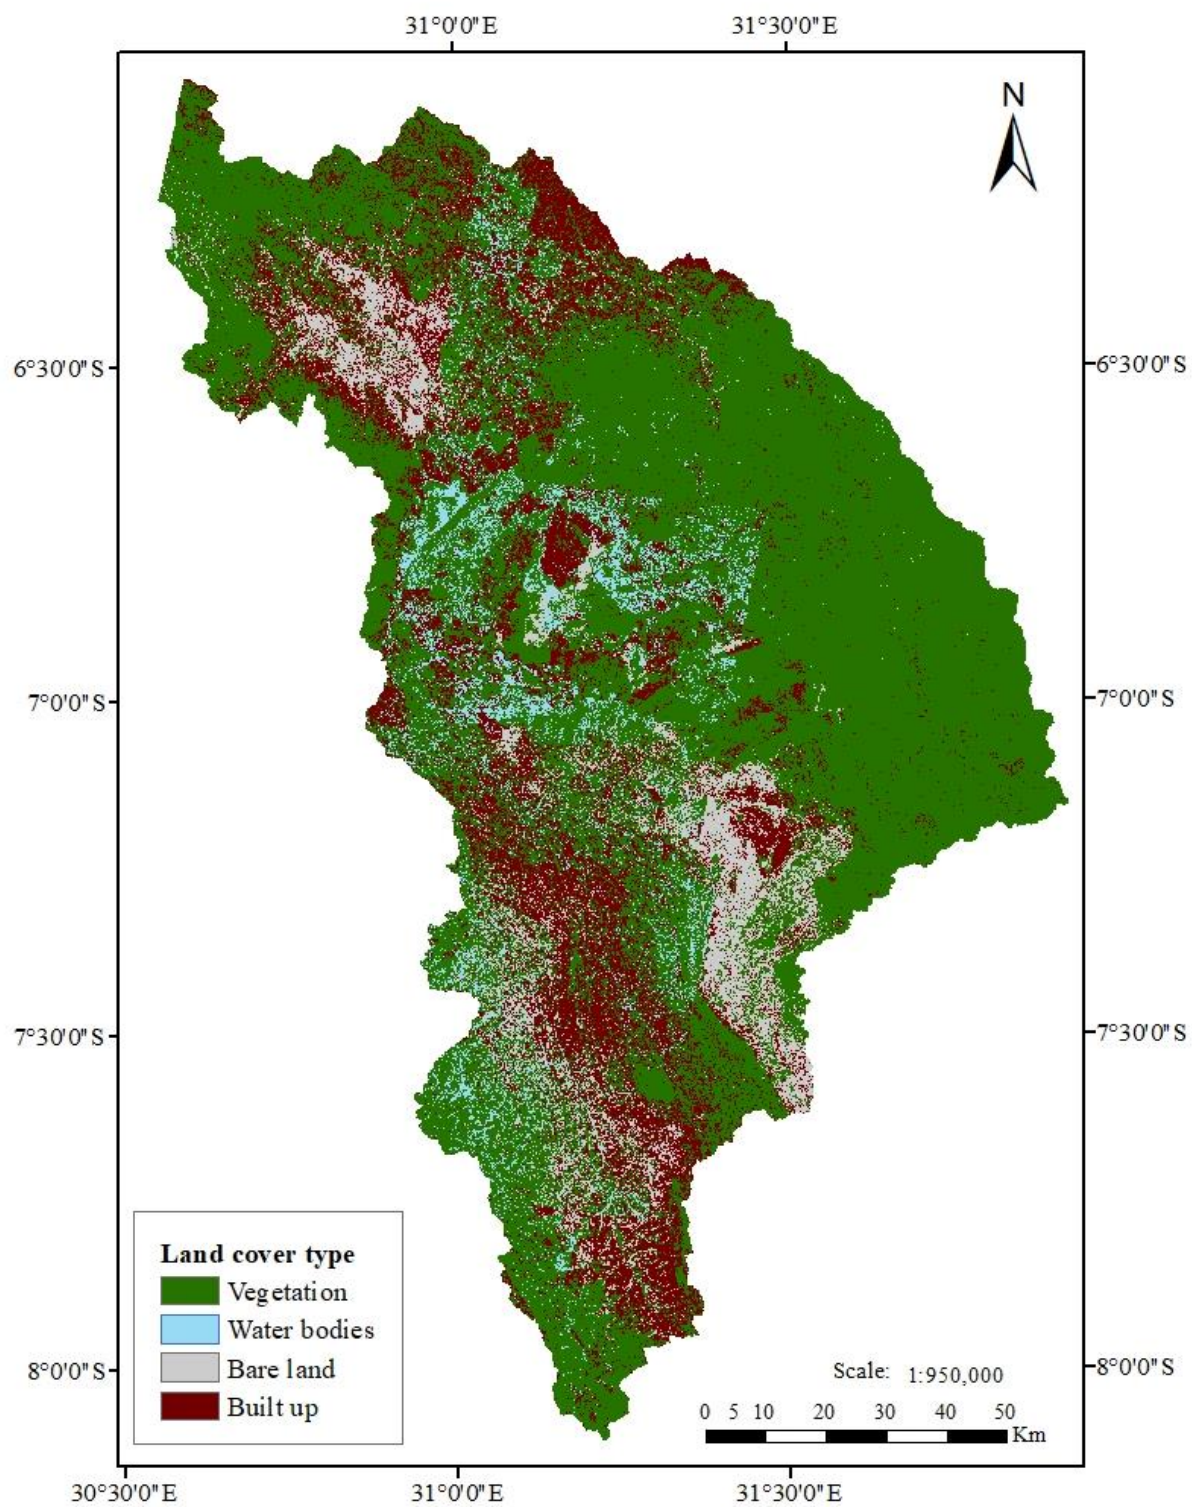 31°0'0"E
31°30'0"E
N
6°30'0"S
6°30'0"S
7°0'0"S
7°0'0"S
7°30'0"S
7°30'0"S
Land cover type
Vegetation
Water bodies
Bare land
Built up
8°0'0"S
8°0'0"S
Scale: 1:950,000
0 5 10 20 30 40 50
Km
30°30'0"E
31°0'0"E
31°30'0"E